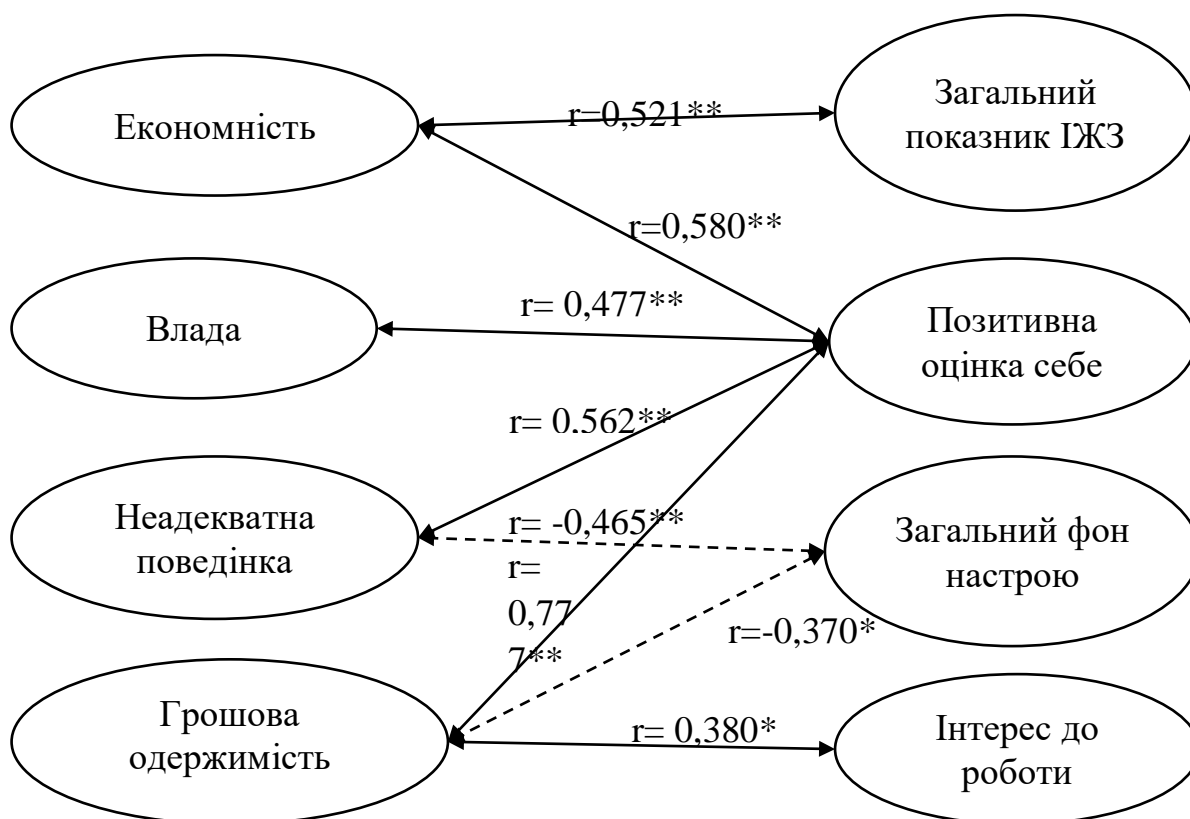 Економність
r=0,521**
Загальний
показник ІЖЗ
r=0,580**
Влада
r= 0,477**
Позитивна
оцінка себе
r= 0,562**
Неадекватна
поведінка
r= -0,465**
Загальний фон
настрою
r=
0,77
7**
r=-0,370*
Грошова
одержимість
r= 0,380*
Інтерес до
роботи